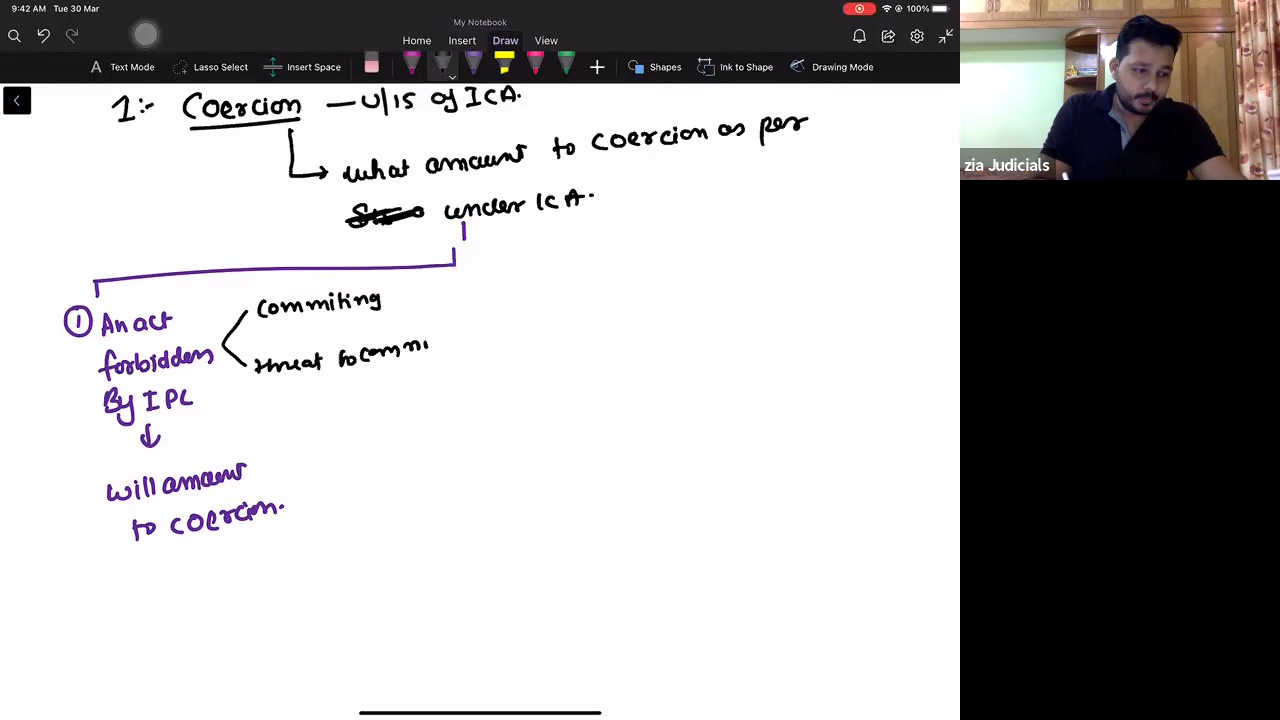 9:42 AM Tue 30 Mar
100%
My Notebook
Home Insert Draw View
Text Mode Lasso Select Insert Space Shapes Ink to Shape Drawing Mode
1:- Coercion — U/15 of ICA.
what amount to coercion as per
under ICA.
① An act
forbidden
By IPC
will amount
to coercion.
Commiting
threat to commi
zia Judicials